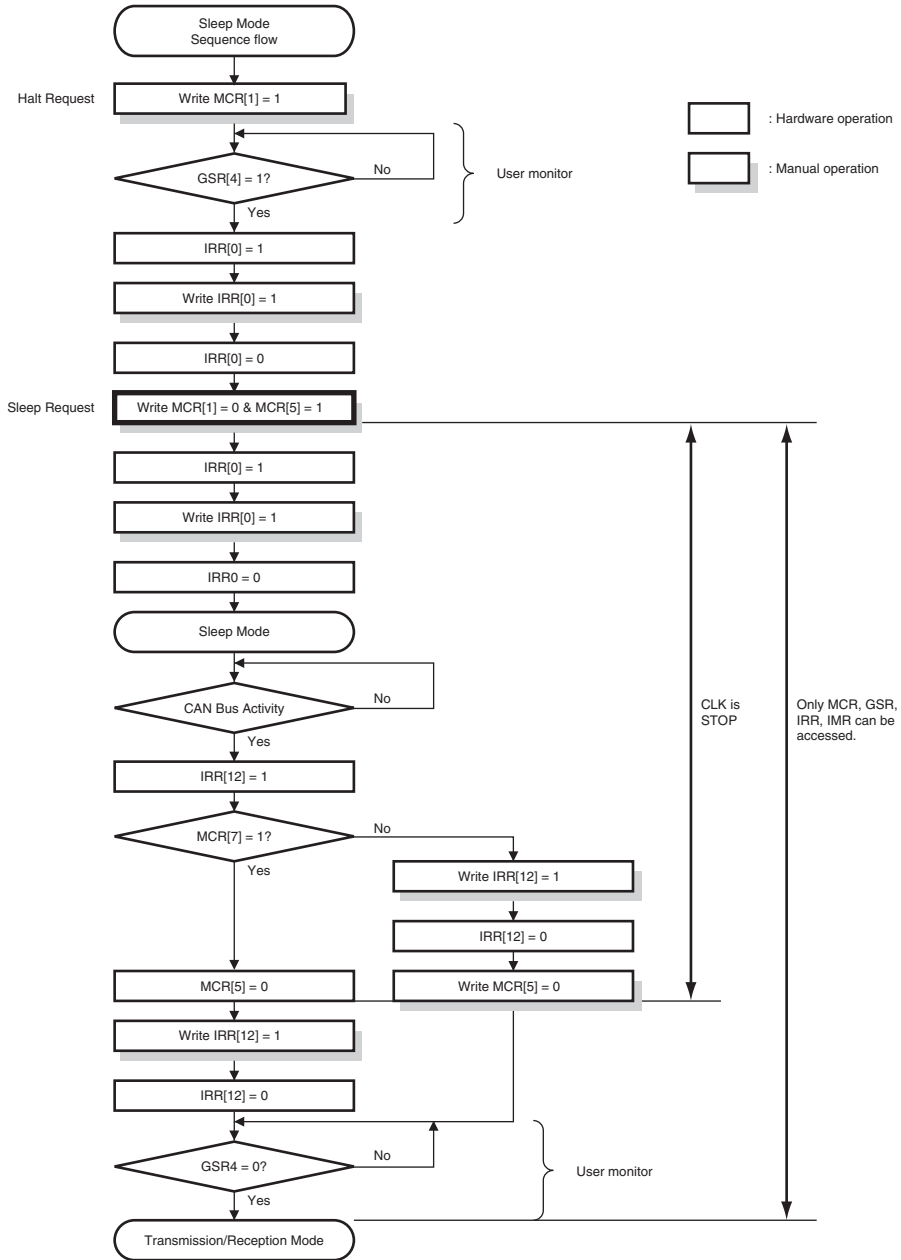 Sleep Mode
Sequence flow
Halt Request
Write MCR[1] = 1
: Hardware operation
: Manual operation
GSR[4] = 1?
No
User monitor
Yes
IRR[0] = 1
Write IRR[0] = 1
IRR[0] = 0
Sleep Request
Write MCR[1] = 0 & MCR[5] = 1
IRR[0] = 1
Write IRR[0] = 1
IRR0 = 0
Sleep Mode
CAN Bus Activity
No
Yes
CLK is
STOP
Only MCR, GSR,
IRR, IMR can be
accessed.
IRR[12] = 1
MCR[7] = 1?
No
Yes
Write IRR[12] = 1
IRR[12] = 0
MCR[5] = 0
Write MCR[5] = 0
Write IRR[12] = 1
IRR[12] = 0
GSR4 = 0?
No
User monitor
Yes
Transmission/Reception Mode